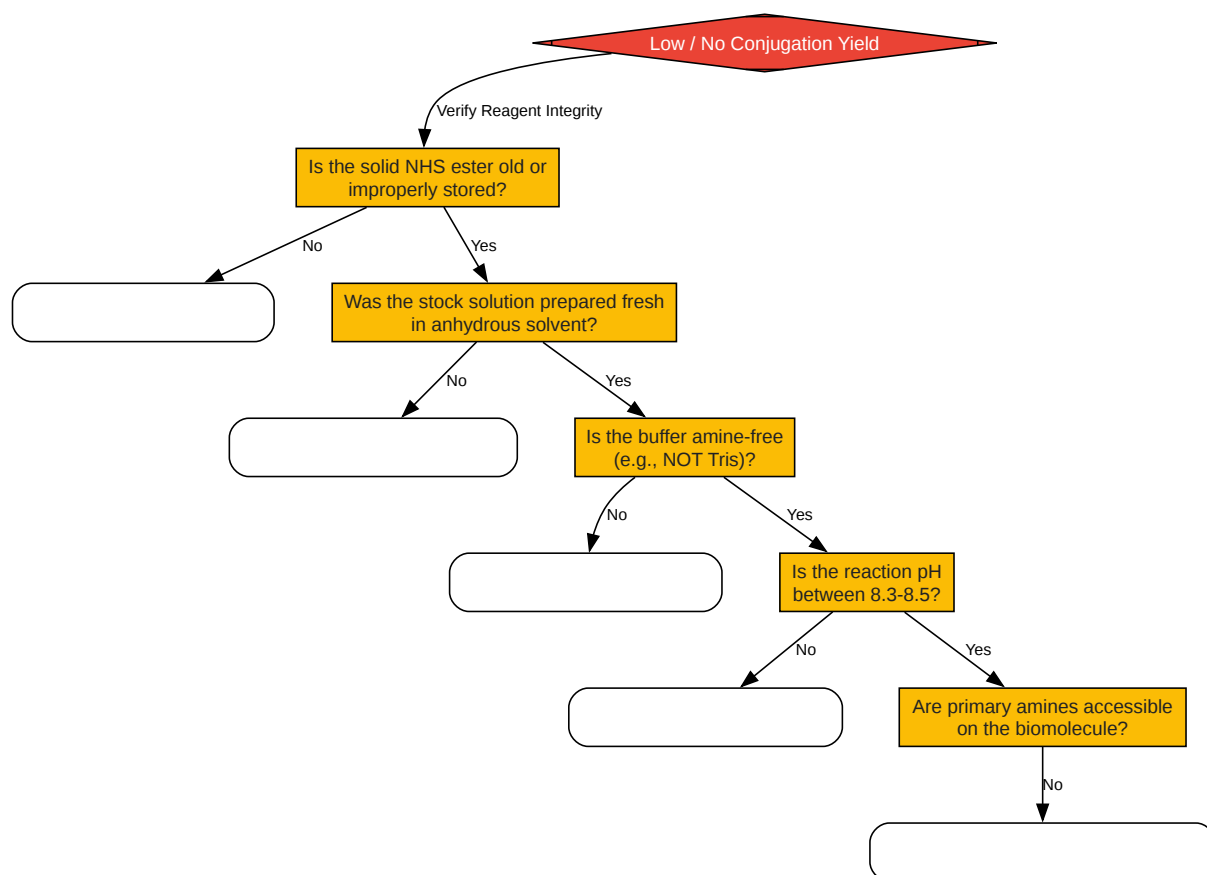 Low / No Conjugation Yield
Verify Reagent Integrity
Is the solid NHS ester old or
improperly stored?
No
Yes
Was the stock solution prepared fresh
in anhydrous solvent?
No
Yes
Is the buffer amine-free
(e.g., NOT Tris)?
No
Yes
Is the reaction pH
between 8.3-8.5?
No
Yes
Are primary amines accessible
on the biomolecule?
No